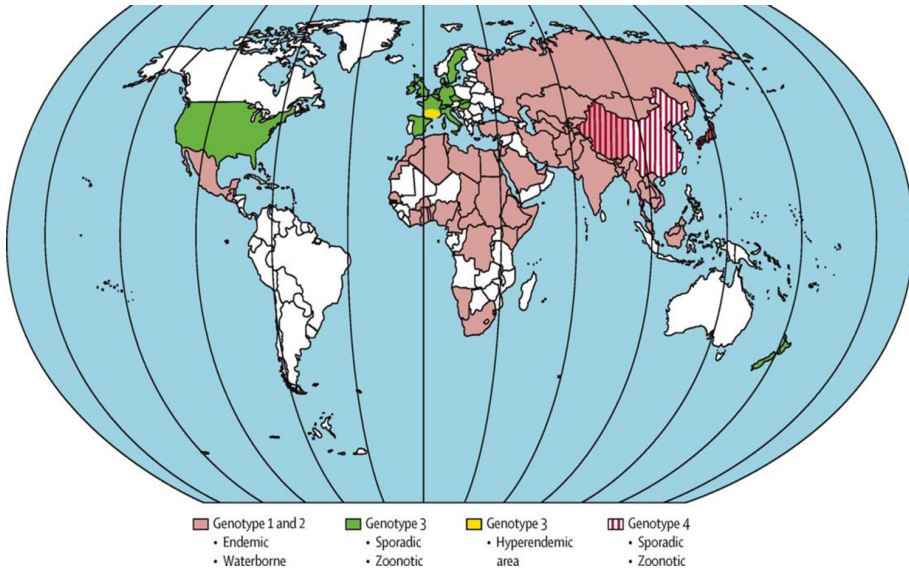 Genotype 1 and 2
• Endemic
• Waterborne
Genotype 3
• Sporadic
• Zoonotic
Genotype 3
• Hyperendemic
area
Genotype 4
• Sporadic
• Zoonotic